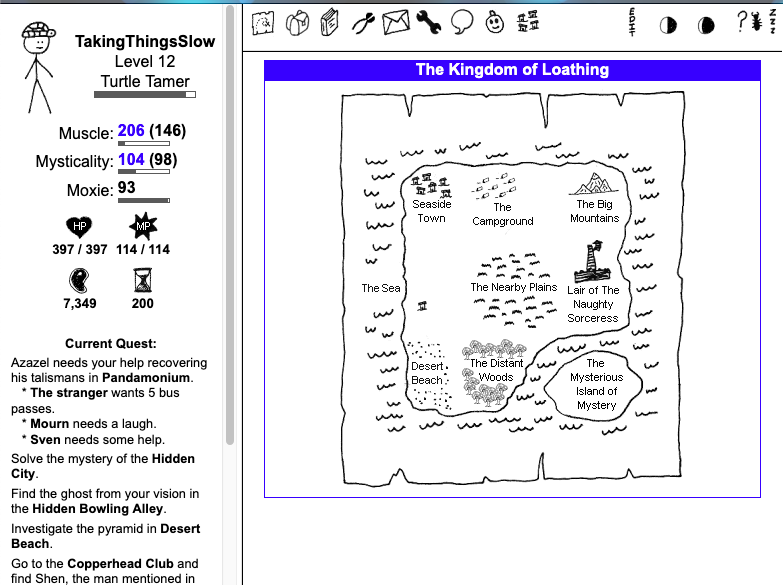 TakingThingsSlow
Level 12
Turtle Tamer
Muscle: 206 (146)
Mysticality: 104 (98)
Moxie: 93
HP
MP
397 / 397 114 / 114
7,349 200
Current Quest:
Azazel needs your help recovering
his talismans in Pandamonium.
* The stranger wants 5 bus
passes.
* Mourn needs a laugh.
* Sven needs some help.
Solve the mystery of the Hidden
City.
Find the ghost from your vision in
the Hidden Bowling Alley.
Investigate the pyramid in Desert
Beach.
Go to the Copperhead Club and
find Shen, the man mentioned in
EDIT
?
ZZZ
The Kingdom of Loathing
Seaside
Town
The
Campground
The Big
Mountains
The Sea
The Nearby Plains
Lair of The
Naughty
Sorceress
Desert
Beach
The Distant
Woods
The
Mysterious
Island of
Mystery